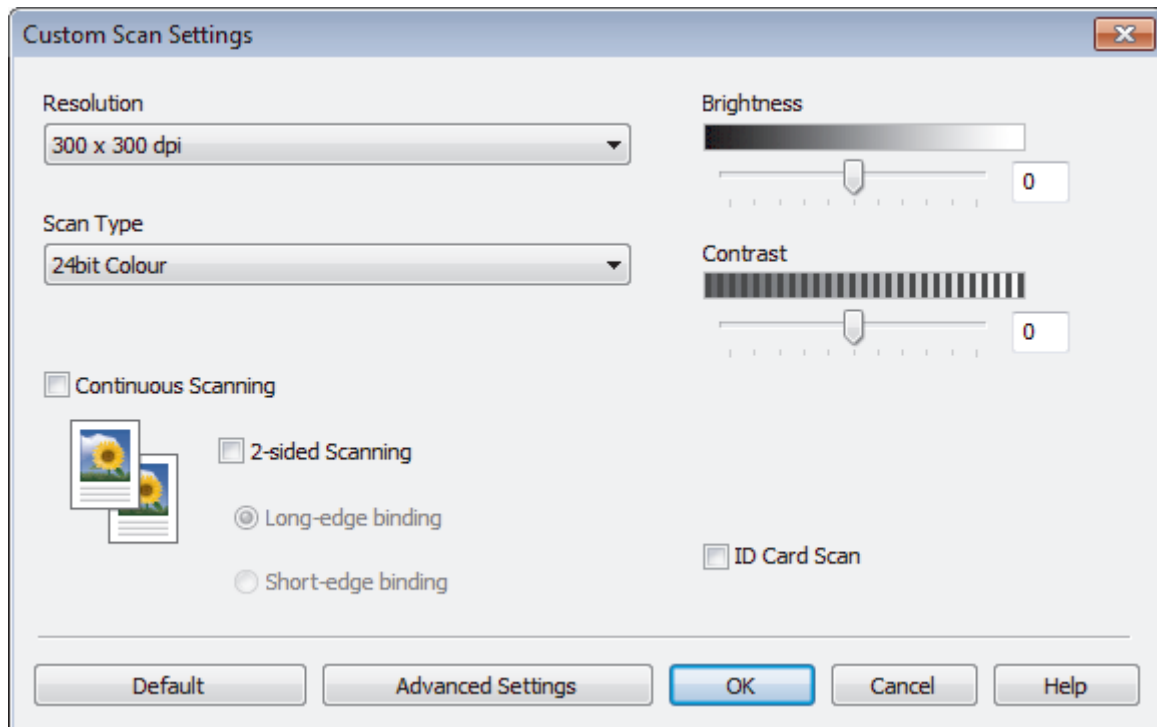 Custom Scan Settings
Resolution
300 x 300 dpi
Scan Type
24bit Colour
Brightness
0
Contrast
0
Continuous Scanning
2-sided Scanning
Long-edge binding
Short-edge binding
ID Card Scan
Default
Advanced Settings
OK
Cancel
Help